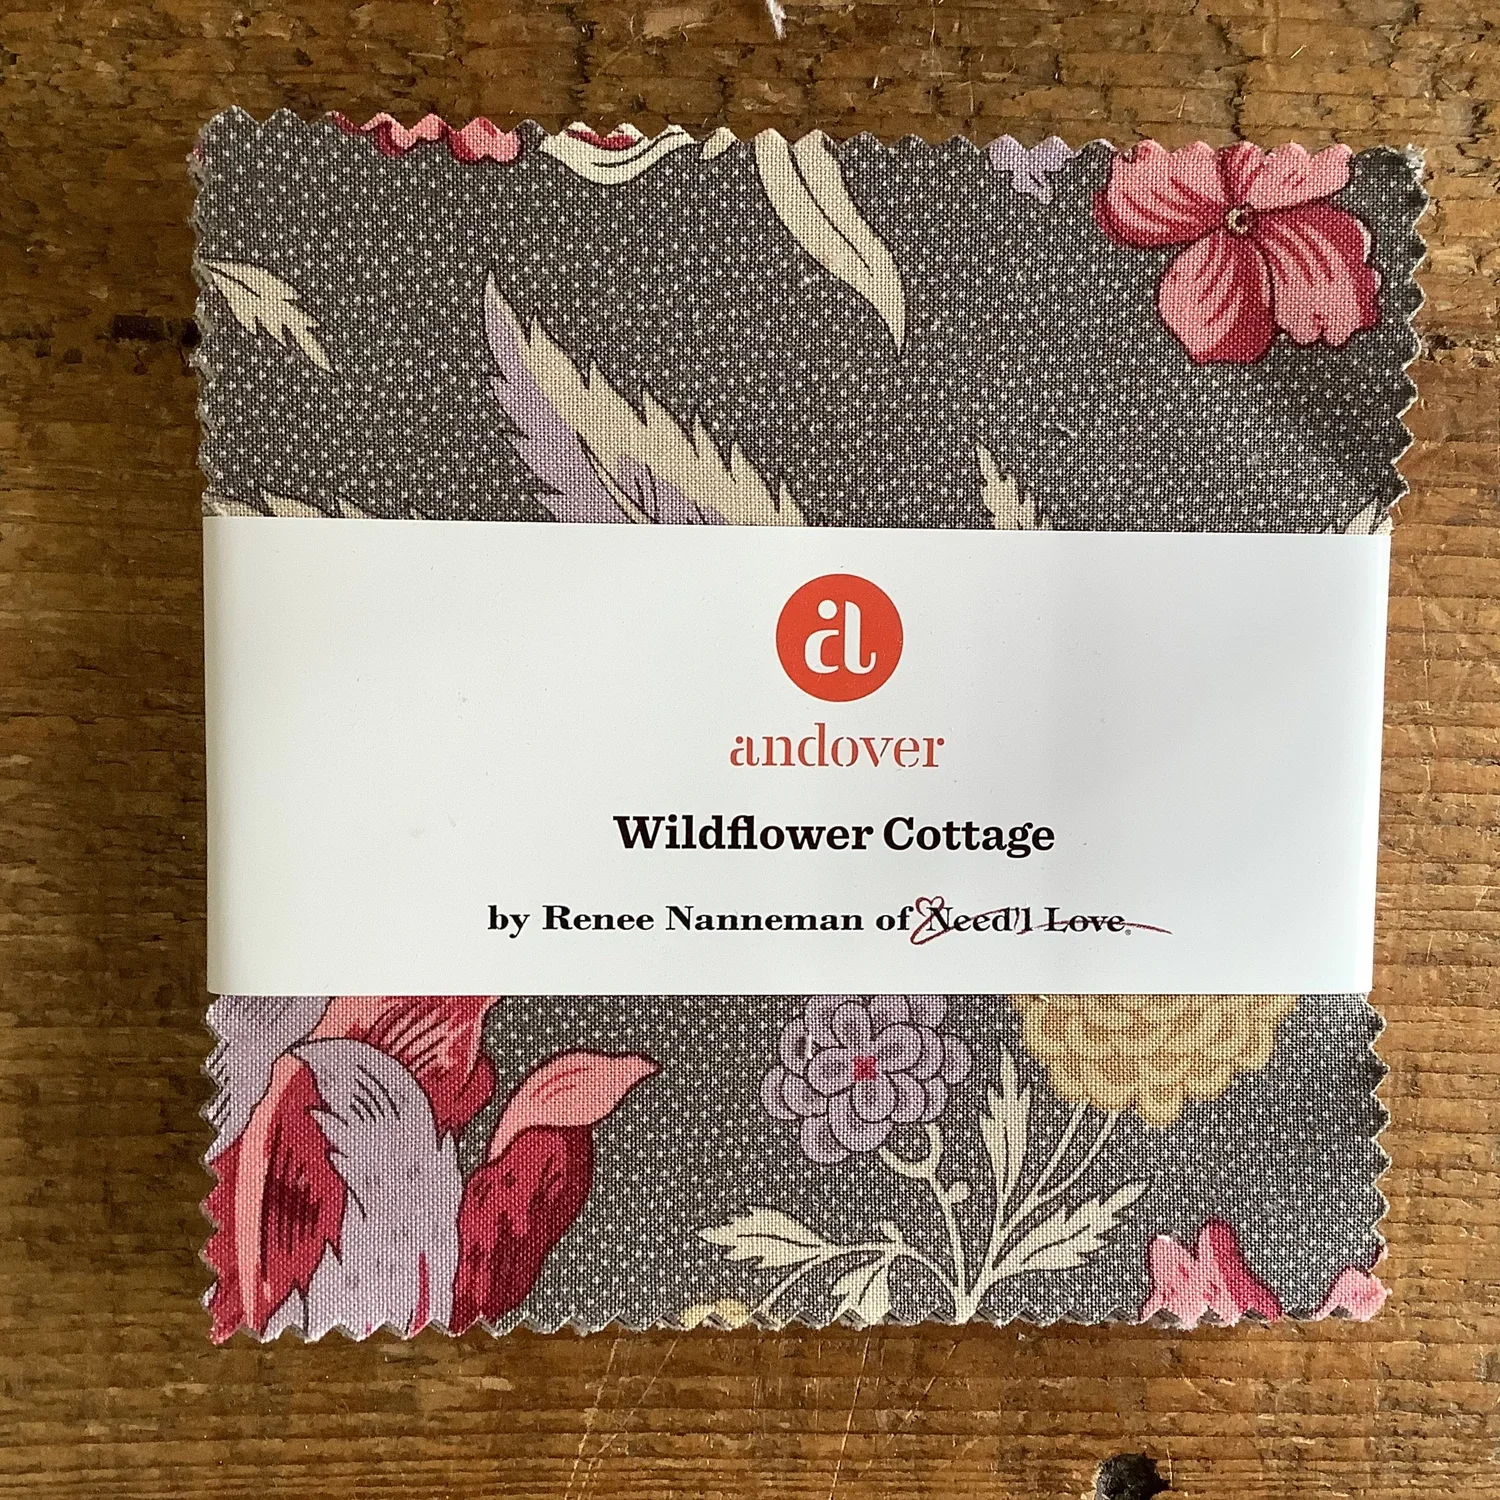 a
andover
Wildflower Cottage
by Renee Nanneman of Need'l Love®